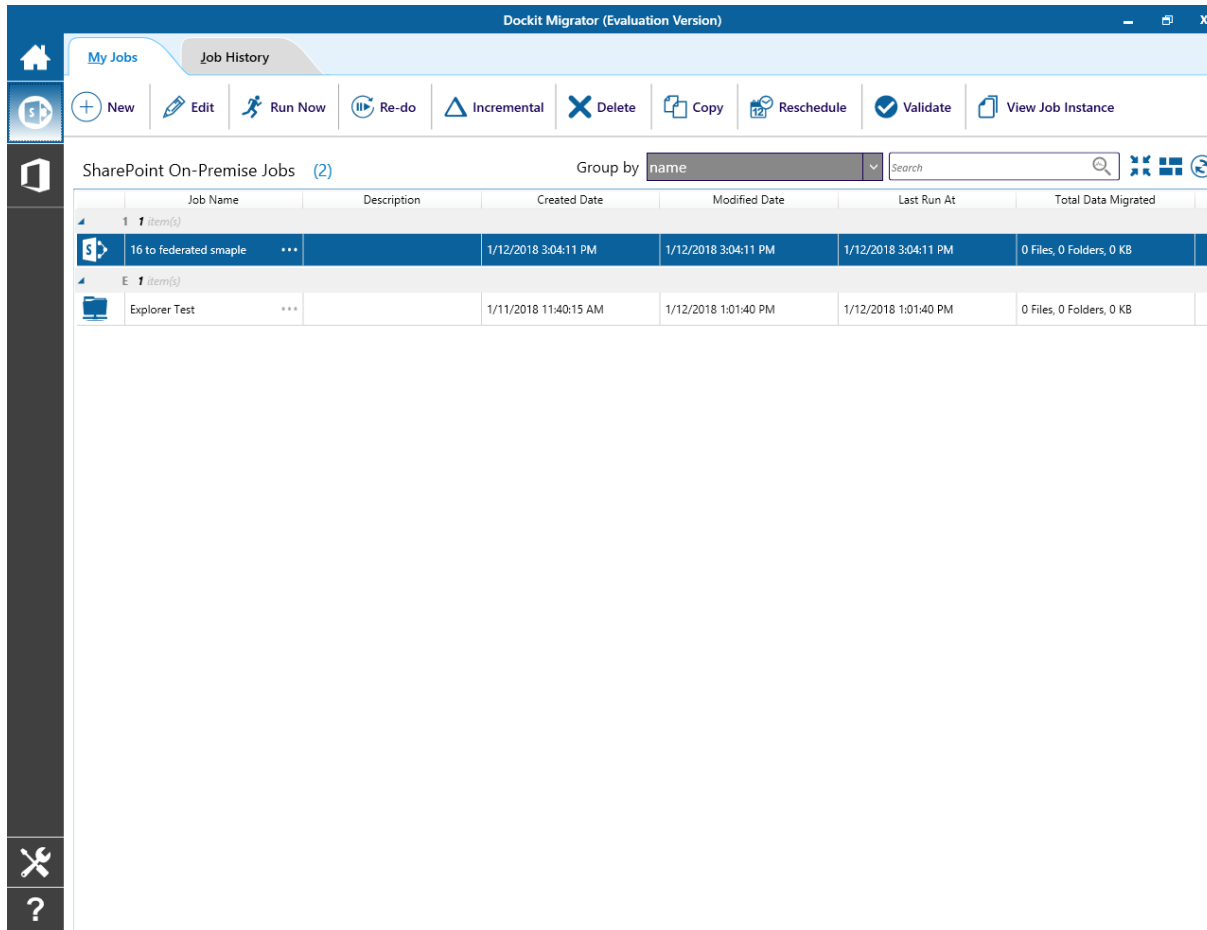 Dockit Migrator (Evaluation Version)
My Jobs Job History
New Edit Run Now Re-do Incremental Delete Copy Reschedule Validate View Job Instance
SharePoint On-Premise Jobs (2) Group by name Search
Job Name Description Created Date Modified Date Last Run At Total Data Migrated
1 1 item(s)
16 to federated smaple ... 1/12/2018 3:04:11 PM 1/12/2018 3:04:11 PM 1/12/2018 3:04:11 PM 0 Files, 0 Folders, 0 KB
E 1 item(s)
Explorer Test ... 1/11/2018 11:40:15 AM 1/12/2018 1:01:40 PM 1/12/2018 1:01:40 PM 0 Files, 0 Folders, 0 KB